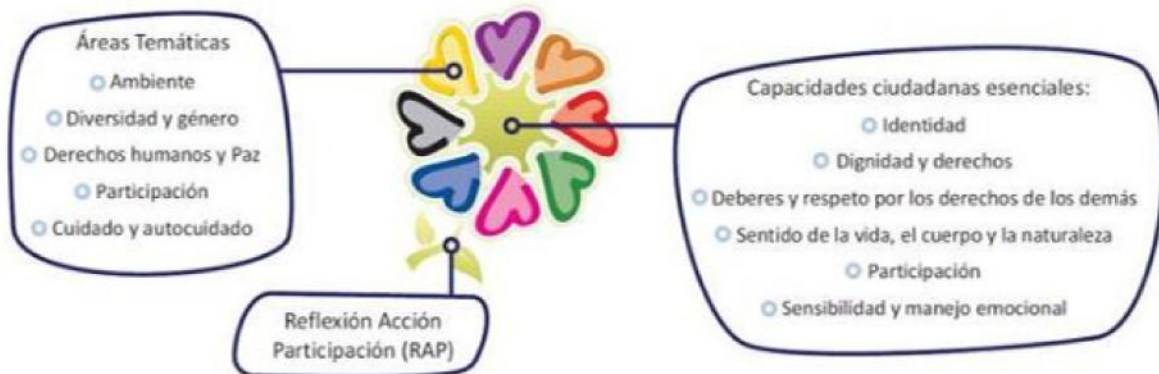 Áreas Temáticas
Ambiente
Diversidad y género
Derechos humanos y Paz
Participación
Cuidado y autocuidado
Reflexión Acción
Participación (RAP)
Capacidades ciudadanas esenciales:
Identidad
Dignidad y derechos
Deberes y respeto por los derechos de los demás
Sentido de la vida, el cuerpo y la naturaleza
Participación
Sensibilidad y manejo emocional